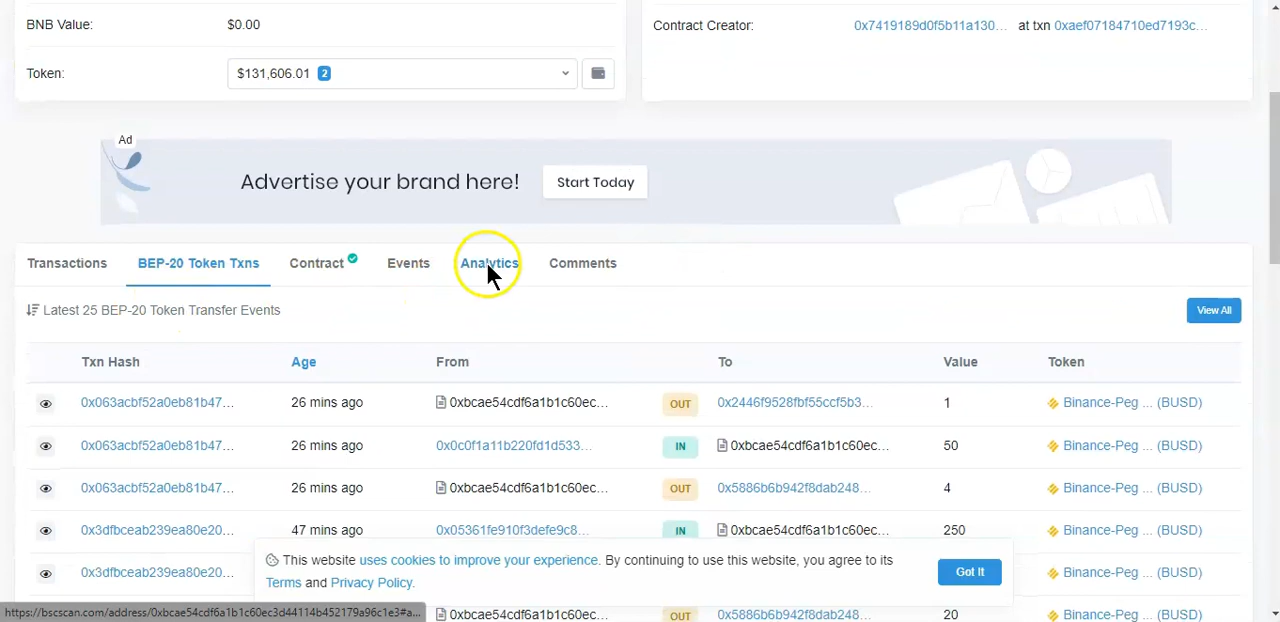 BNB Value: $0.00
Contract Creator: 0x7419189d0f5b11a130... at txn 0xaef07184710ed7193c...
Token: $131,606.01 2
Ad
Advertise your brand here! Start Today
Transactions BEP-20 Token Txns Contract Events Analytics Comments
Latest 25 BEP-20 Token Transfer Events View All
Txn Hash Age From To Value Token
0x063acbf52a0eb81b47... 26 mins ago 0xbcae54cdf6a1b1c60ec... OUT 0x2446f9528fbf55ccf5b3... 1 Binance-Peg ... (BUSD)
0x063acbf52a0eb81b47... 26 mins ago 0x0c0f1a11b220fd1d533... IN 0xbcae54cdf6a1b1c60ec... 50 Binance-Peg ... (BUSD)
0x063acbf52a0eb81b47... 26 mins ago 0xbcae54cdf6a1b1c60ec... OUT 0x5886b6b942f8dab248... 4 Binance-Peg ... (BUSD)
0x3dfbceab239ea80e20... 47 mins ago 0x05361fe910f3defe9c8... IN 0xbcae54cdf6a1b1c60ec... 250 Binance-Peg ... (BUSD)
This website uses cookies to improve your experience. By continuing to use this website, you agree to its
Terms and Privacy Policy.
Got It
0x3dfbceab239ea80e20... Binance-Peg ... (BUSD)
https://bscscan.com/address/0xbcae54cdf6a1b1c60ec3d44114b452179a96c1e3#a...
0xbcae54cdf6a1b1c60ec... OUT 0x5886b6b942f8dab248... 20 Binance-Peg ... (BUSD)